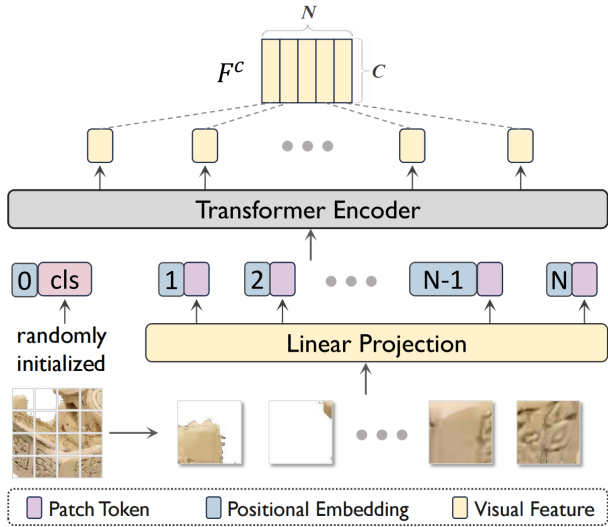 N
F^c C
Transformer Encoder
0 cls 1 2 N-1 N
randomly
initialized
Linear Projection
Patch Token Positional Embedding Visual Feature